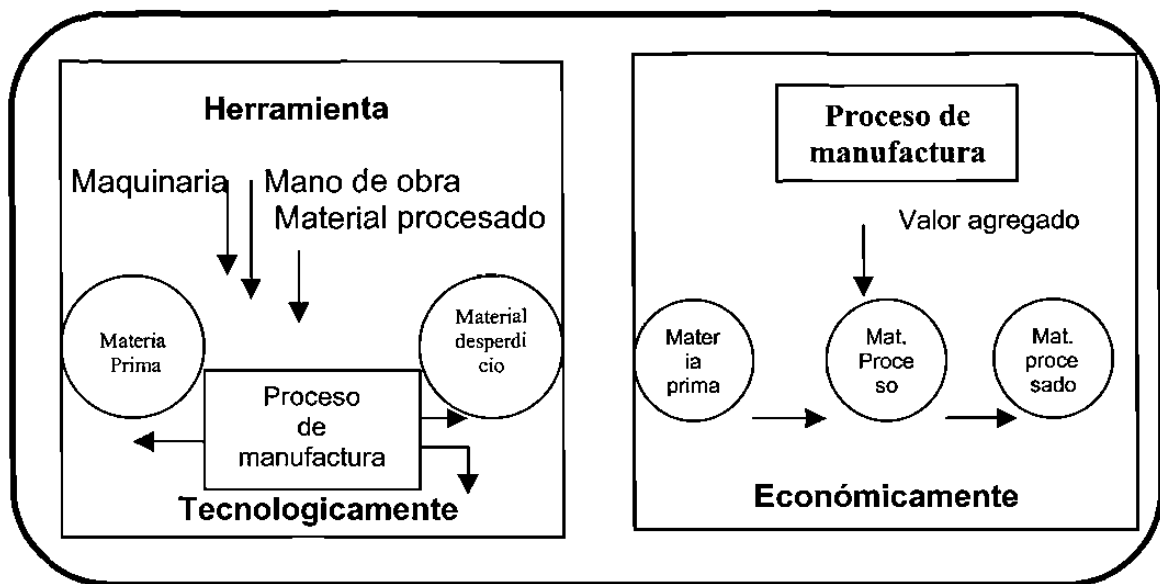 Herramienta
Maquinaria
Mano de obra
Material procesado
Materia
Prima
Material
desperdi
cio
Proceso
de
manufactura
Tecnologicamente
Proceso de
manufactura
Valor agregado
Mater
ia
prima
Mat.
Proce
so
Mat.
proce
sado
Económicamente